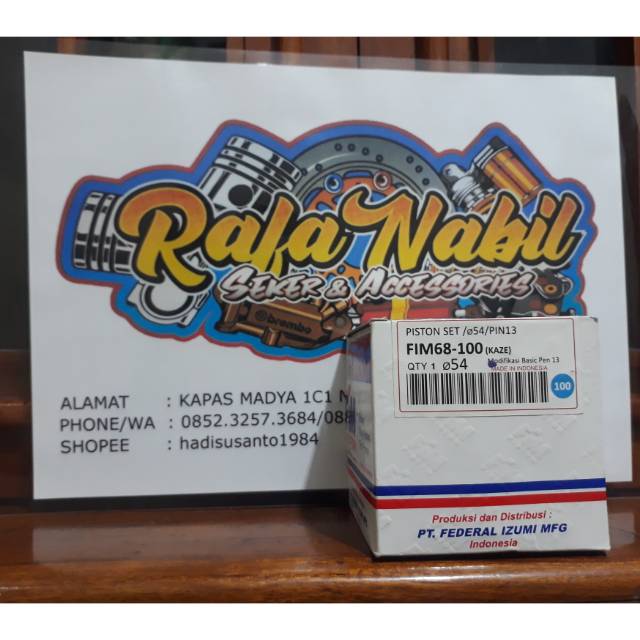 Rafa Nabil
SEKER & ACCESSORIES
brembo
ALAMAT : KAPAS MADYA 1C1
PHONE/WA : 0852.3257.3684/088
SHOPEE : hadisusanto1984
PISTON SET /ø54/PIN13
FIM68-100 (KAZE)
QTY 1 ø54 Modifikasi Basic Pen 13
MADE IN INDONESIA
100
Produksi dan Distribusi :
PT. FEDERAL IZUMI MFG
Indonesia